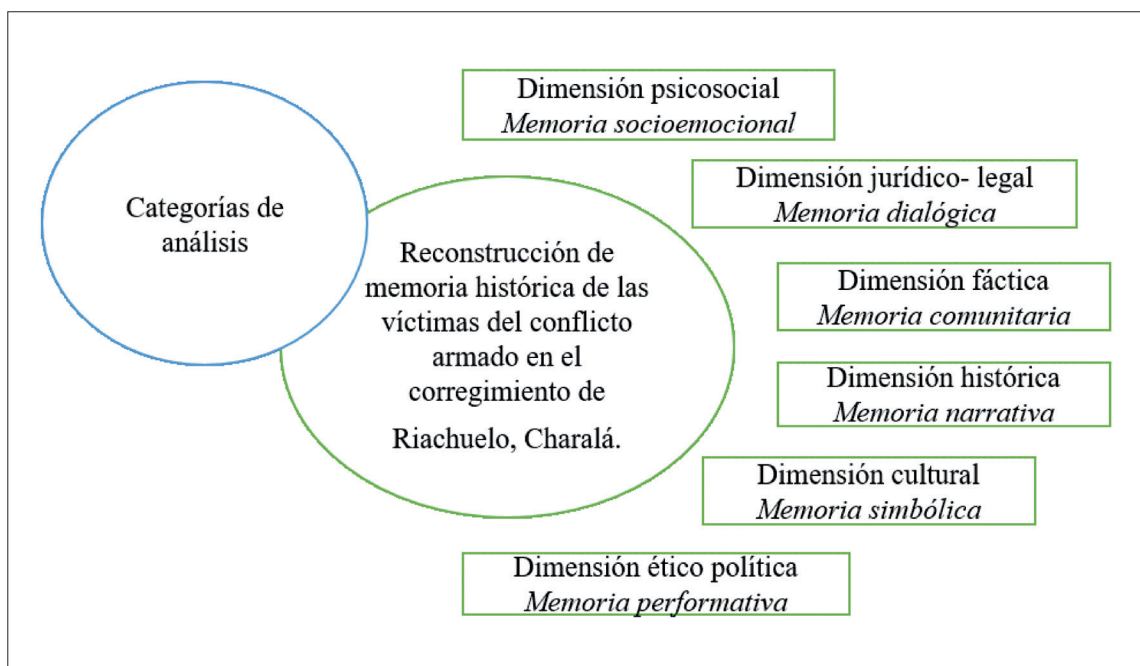 Categorías de
análisis
Reconstrucción de
memoria histórica de las
víctimas del conflicto
armado en el
corregimiento de
Riachuelo, Charalá.
Dimensión psicosocial
Memoria socioemocional
Dimensión jurídico- legal
Memoria dialógica
Dimensión fáctica
Memoria comunitaria
Dimensión histórica
Memoria narrativa
Dimensión cultural
Memoria simbólica
Dimensión ético política
Memoria performativa